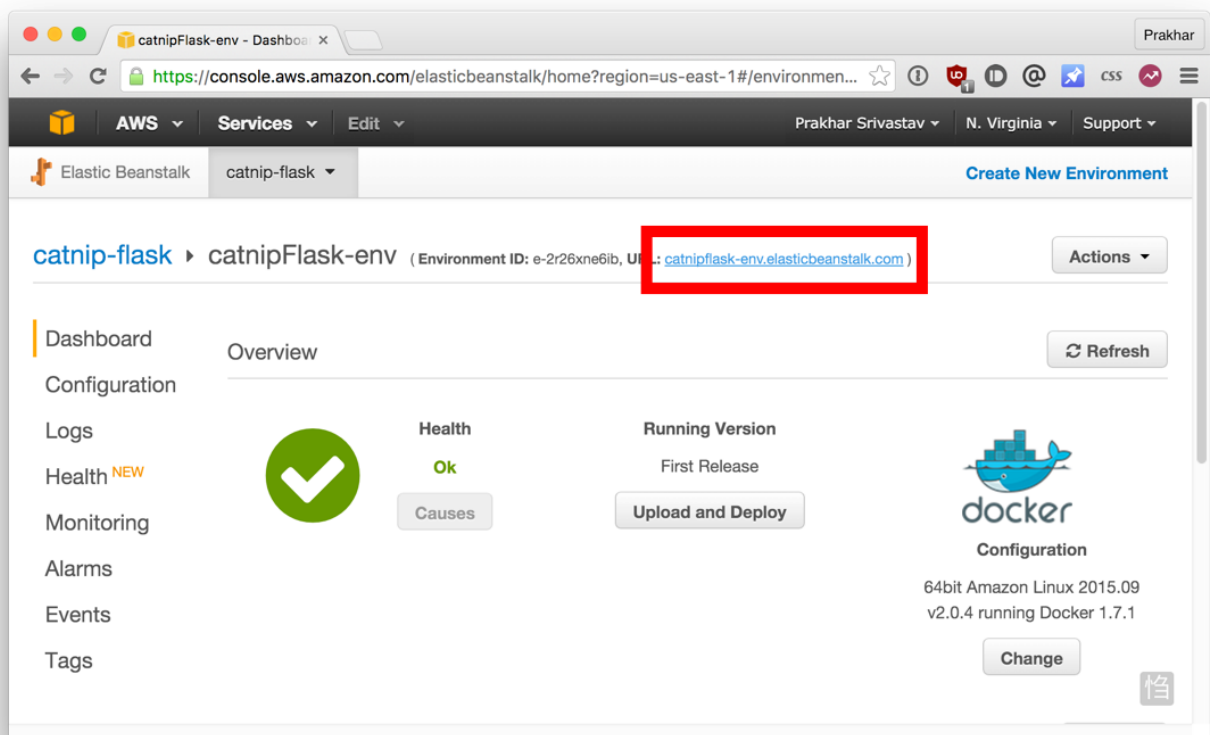 catnipFlask-env - Dashboa
Prakhar
https://console.aws.amazon.com/elasticbeanstalk/home?region=us-east-1#/environmen...
1
css
AWS Services Edit Prakhar Srivastav N. Virginia Support
Elastic Beanstalk catnip-flask Create New Environment
catnip-flask catnipFlask-env ( Environment ID: e-2r26xne6ib, URL: catnipflask-env.elasticbeanstalk.com ) Actions
Dashboard
Configuration
Logs
Health NEW
Monitoring
Alarms
Events
Tags
Overview
Refresh
Health
Ok
Causes
Running Version
First Release
Upload and Deploy
docker
Configuration
64bit Amazon Linux 2015.09
v2.0.4 running Docker 1.7.1
Change